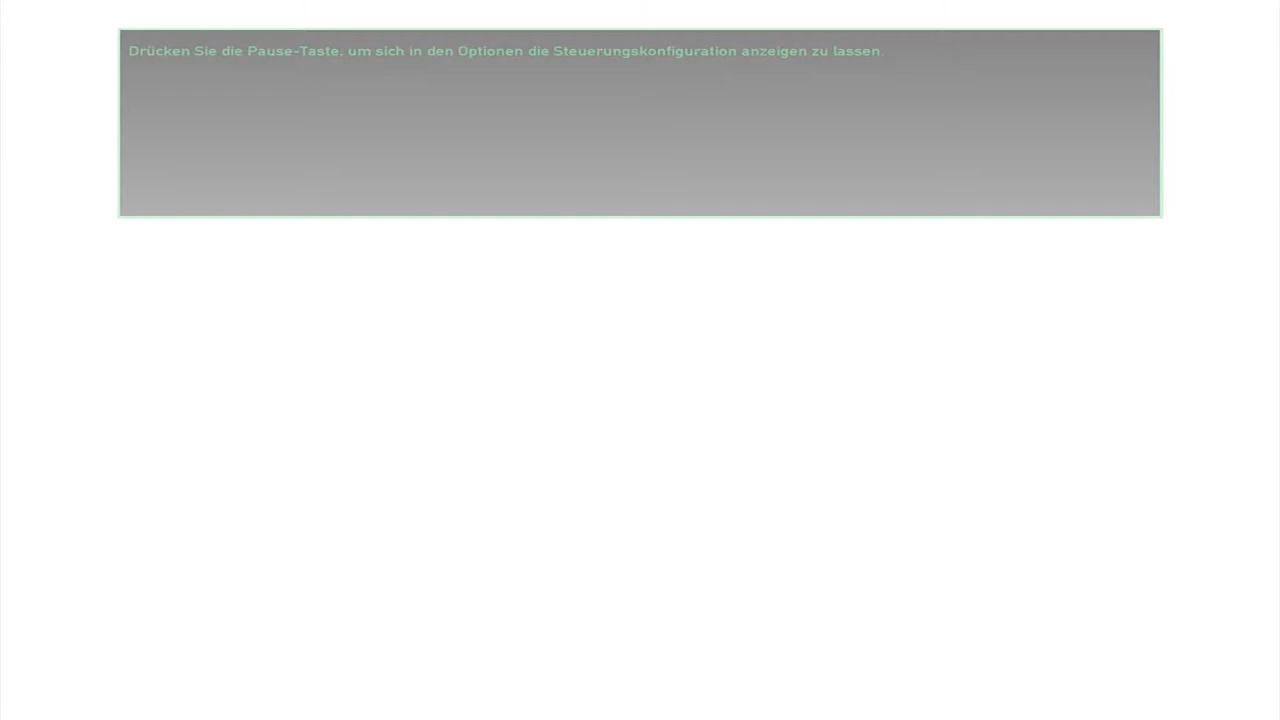 Drücken Sie die Pause-Taste, um sich in den Optionen die Steuerungskonfiguration anzeigen zu lassen.